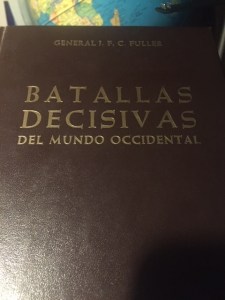 GENERAL J. F. C. FULLER
BATALLAS
DECISIVAS
DEL MUNDO OCCIDENTAL